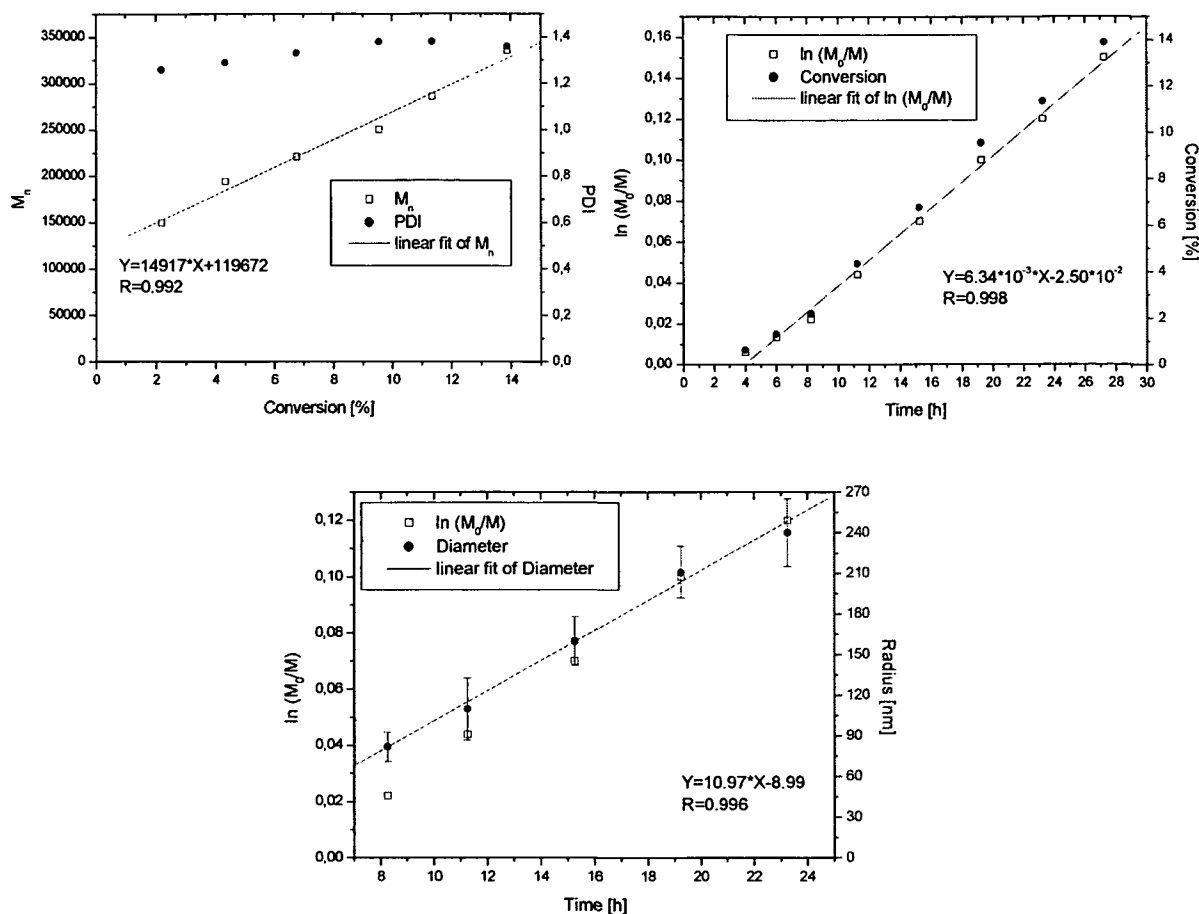 350000
300000
250000
200000
150000
100000
50000
0
M_n
1,4
1,2
1,0
0,8
0,6
0,4
0,2
0,0
PDI
M_n
PDI
linear fit of M_n
Y=14917*X+119672
R=0.992
0 2 4 6 8 10 12 14
Conversion [%]
0,16
0,14
0,12
0,10
0,08
0,06
0,04
0,02
0,00
ln (M_0/M)
14
12
10
8
6
4
2
0
Conversion [%]
ln (M_0/M)
Conversion
linear fit of ln (M_0/M)
Y=6.34*10^-3*X-2.50*10^-2
R=0.998
0 2 4 6 8 10 12 14 16 18 20 22 24 26 28 30
Time [h]
0,12
0,10
0,08
0,06
0,04
0,02
0,00
ln (M_0/M)
270
240
210
180
150
120
90
60
30
0
Radius [nm]
ln (M_0/M)
Diameter
linear fit of Diameter
Y=10.97*X-8.99
R=0.996
8 10 12 14 16 18 20 22 24
Time [h]